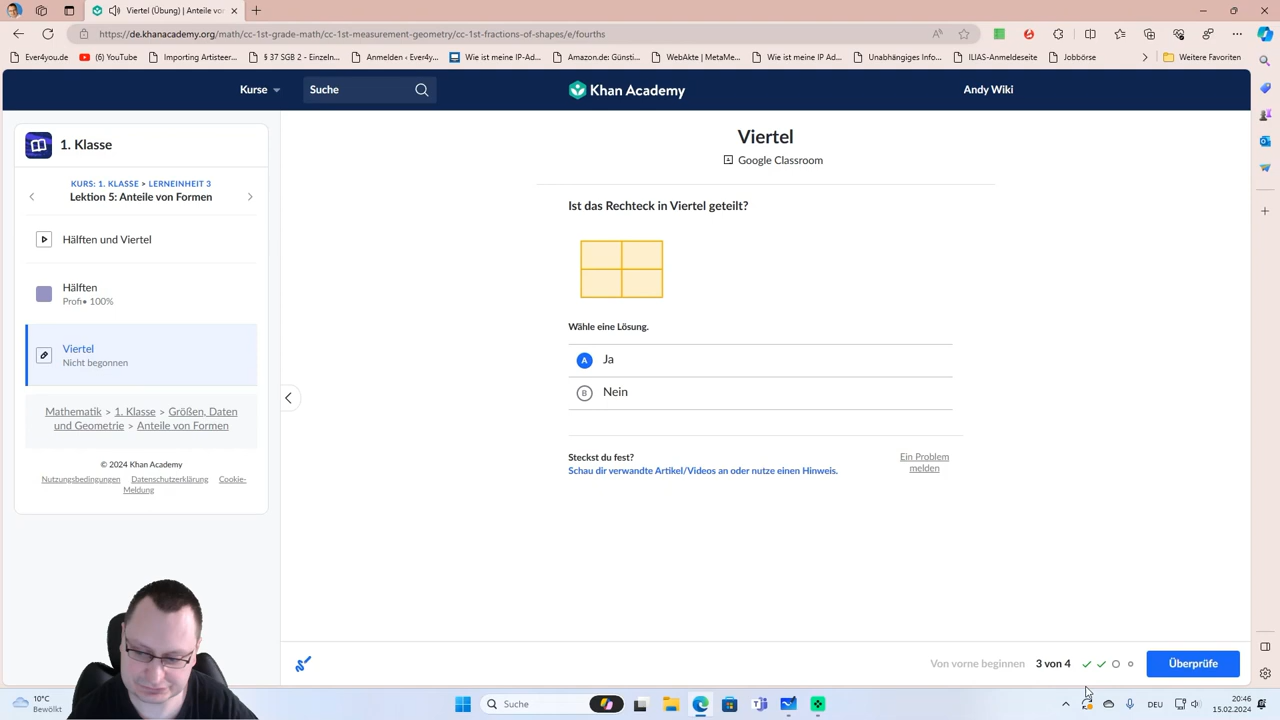 Viertel (Übung) Anteile von
https://de.khanacademy.org/math/cc-1st-grade-math/cc-1st-measurement-geometry/cc-1st-fractions-of-shapes/e/fourths
Ever4you.de
(6) YouTube
Importing Artisteer...
§ 37 SGB 2 - Einzeln...
Anmelden ‹ Ever4y...
Wie ist meine IP-Ad...
Amazon.de: Günsti...
WebAkte | MetaMe...
Wie ist meine IP-Ad...
Unabhängiges Info...
ILIAS-Aktenzeichen
Jobbörse
Weitere Favoriten
Kurse
Suche
Khan Academy
Andy Wiki
1. Klasse
KURS: 1. KLASSE > LERNEINHEIT 3
Lektion 5: Anteile von Formen
Hälften und Viertel
Hälften
Profi• 100%
Viertel
Nicht begonnen
Mathematik > 1. Klasse > Größen, Daten
und Geometrie > Anteile von Formen
© 2024 Khan Academy
Nutzungsbedingungen Datenschutzerklärung Cookie-
Meldung
Viertel
Google Classroom
Ist das Rechteck in Viertel geteilt?
Wähle eine Lösung.
A Ja
B Nein
Steckst du fest?
Schau dir verwandte Artikel/Videos an oder nutze einen Hinweis.
Ein Problem
melden
Von vorne beginnen
3 von 4
Überprüfe
10°C
Bewölkt
Suche
DEU
20:46
15.02.2024